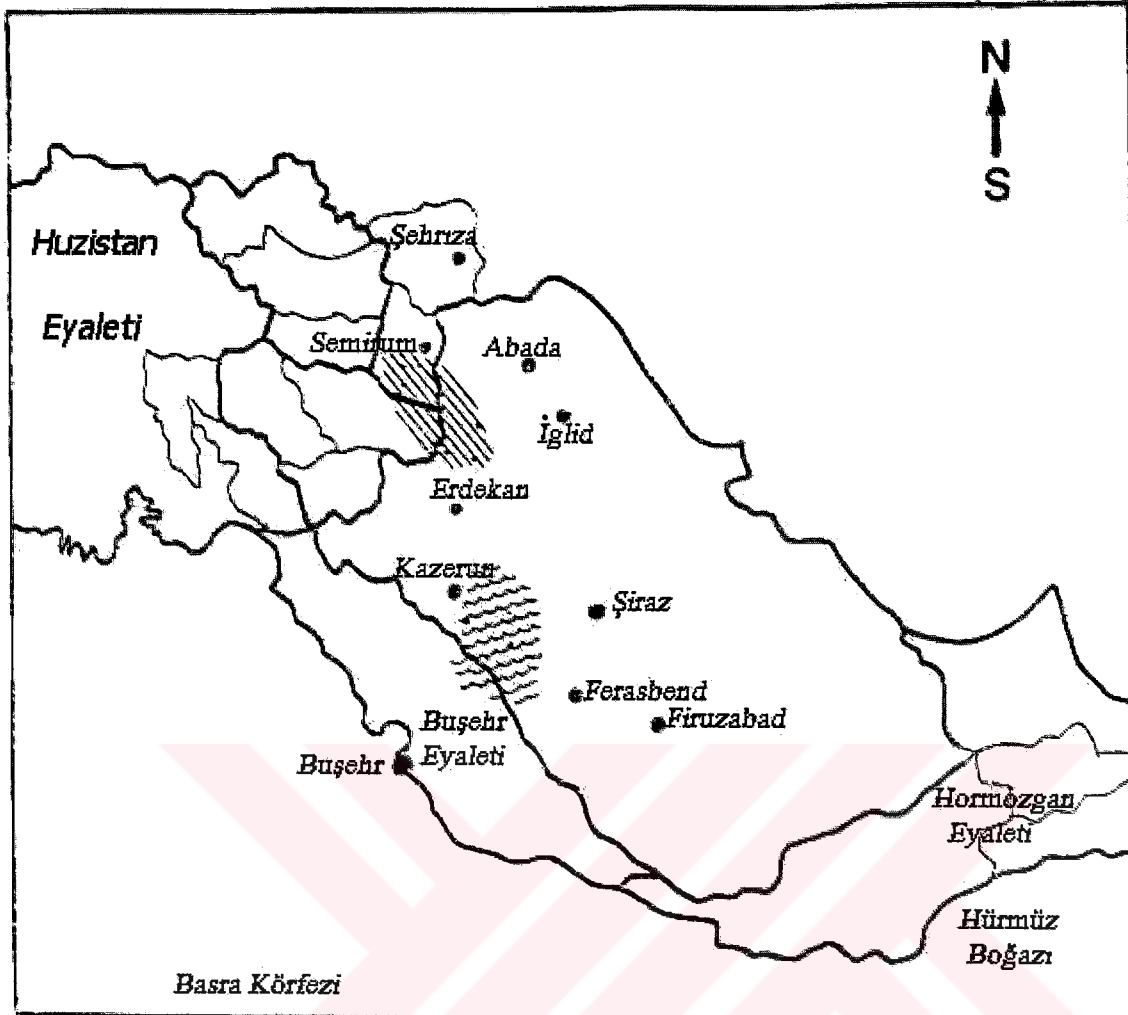 N
S
Huzistan
Eyaleti
Şehrıza
Semirum
Abada
İglid
Erdekan
Kazerun
Şiraz
Ferasbend
Firuzabad
Buşehr
Eyaleti
Buşehr
Hormozgan
Eyaleti
Hürmüz
Boğazı
Basra Körfezi